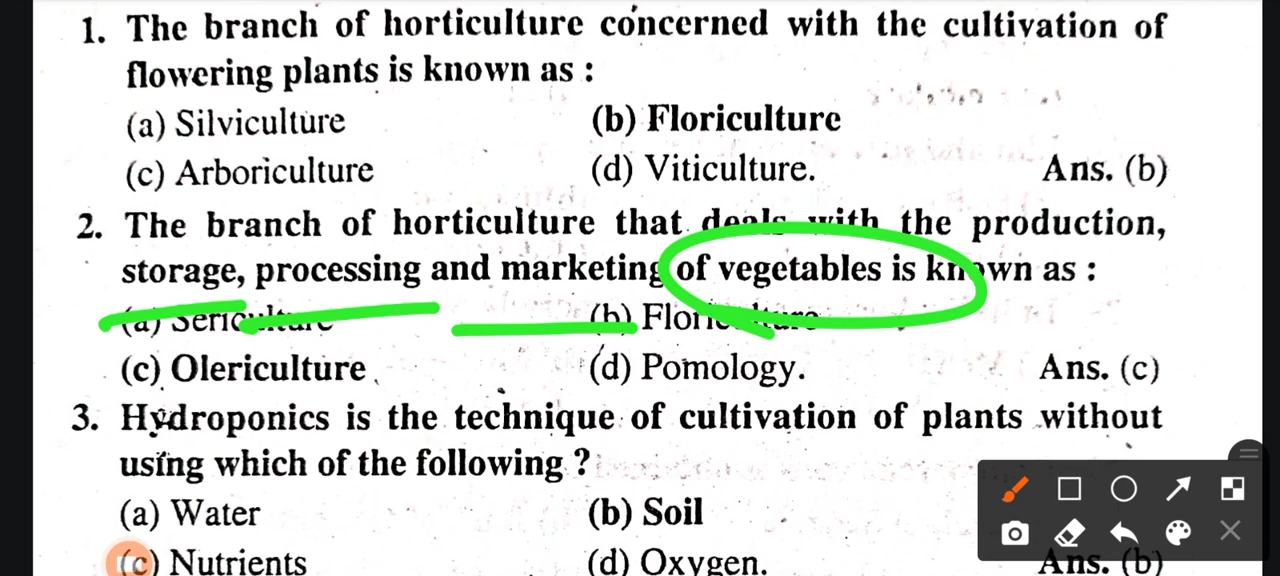 1. The branch of horticulture concerned with the cultivation of
flowering plants is known as :
(a) Silviculture (b) Floriculture
(c) Arboriculture (d) Viticulture. Ans. (b)
2. The branch of horticulture that deals with the production,
storage, processing and marketing of vegetables is known as :
(a) Sericulture (b) Floriculture
(c) Olericulture (d) Pomology. Ans. (c)
3. Hydroponics is the technique of cultivation of plants without
using which of the following ?
(a) Water (b) Soil
(c) Nutrients (d) Oxygen. Ans. (b)